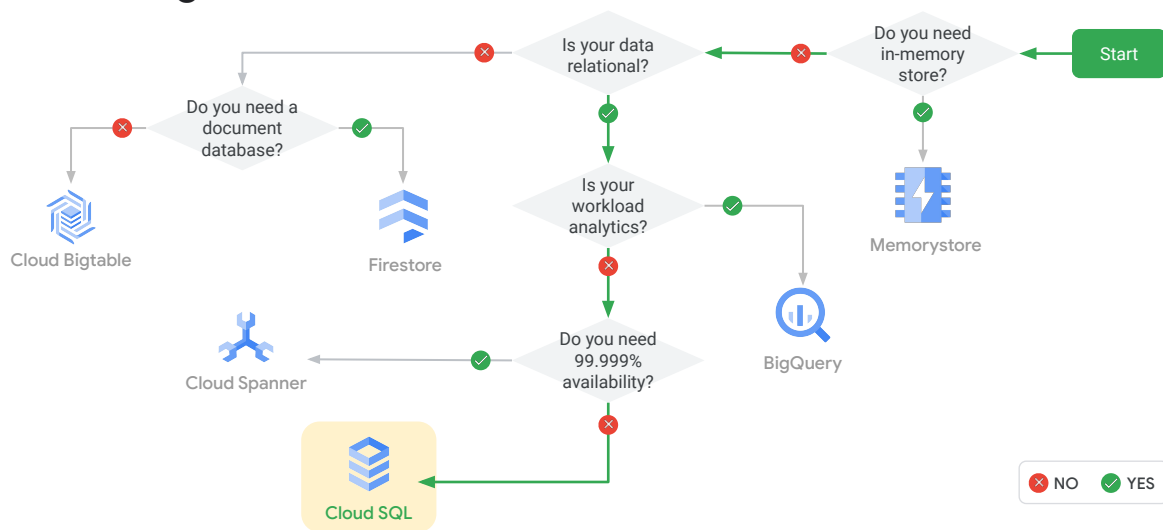 Do you need
in-memory
store?
Start
Is your data
relational?
Do you need a
document
database?
Is your
workload
analytics?
Cloud Bigtable
Firestore
Memorystore
Do you need
99.999%
availability?
BigQuery
Cloud Spanner
Cloud SQL
NO
YES